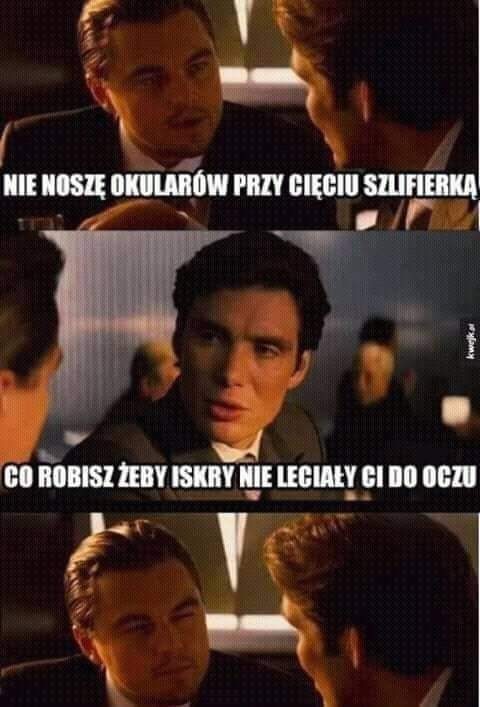 NIE NOSZĘ OKULARÓW PRZY CIĘCIU SZLIFIERKĄ
kwejk.pl
CO ROBISZ ŻEBY ISKRY NIE LECIAŁY CI DO OCZU